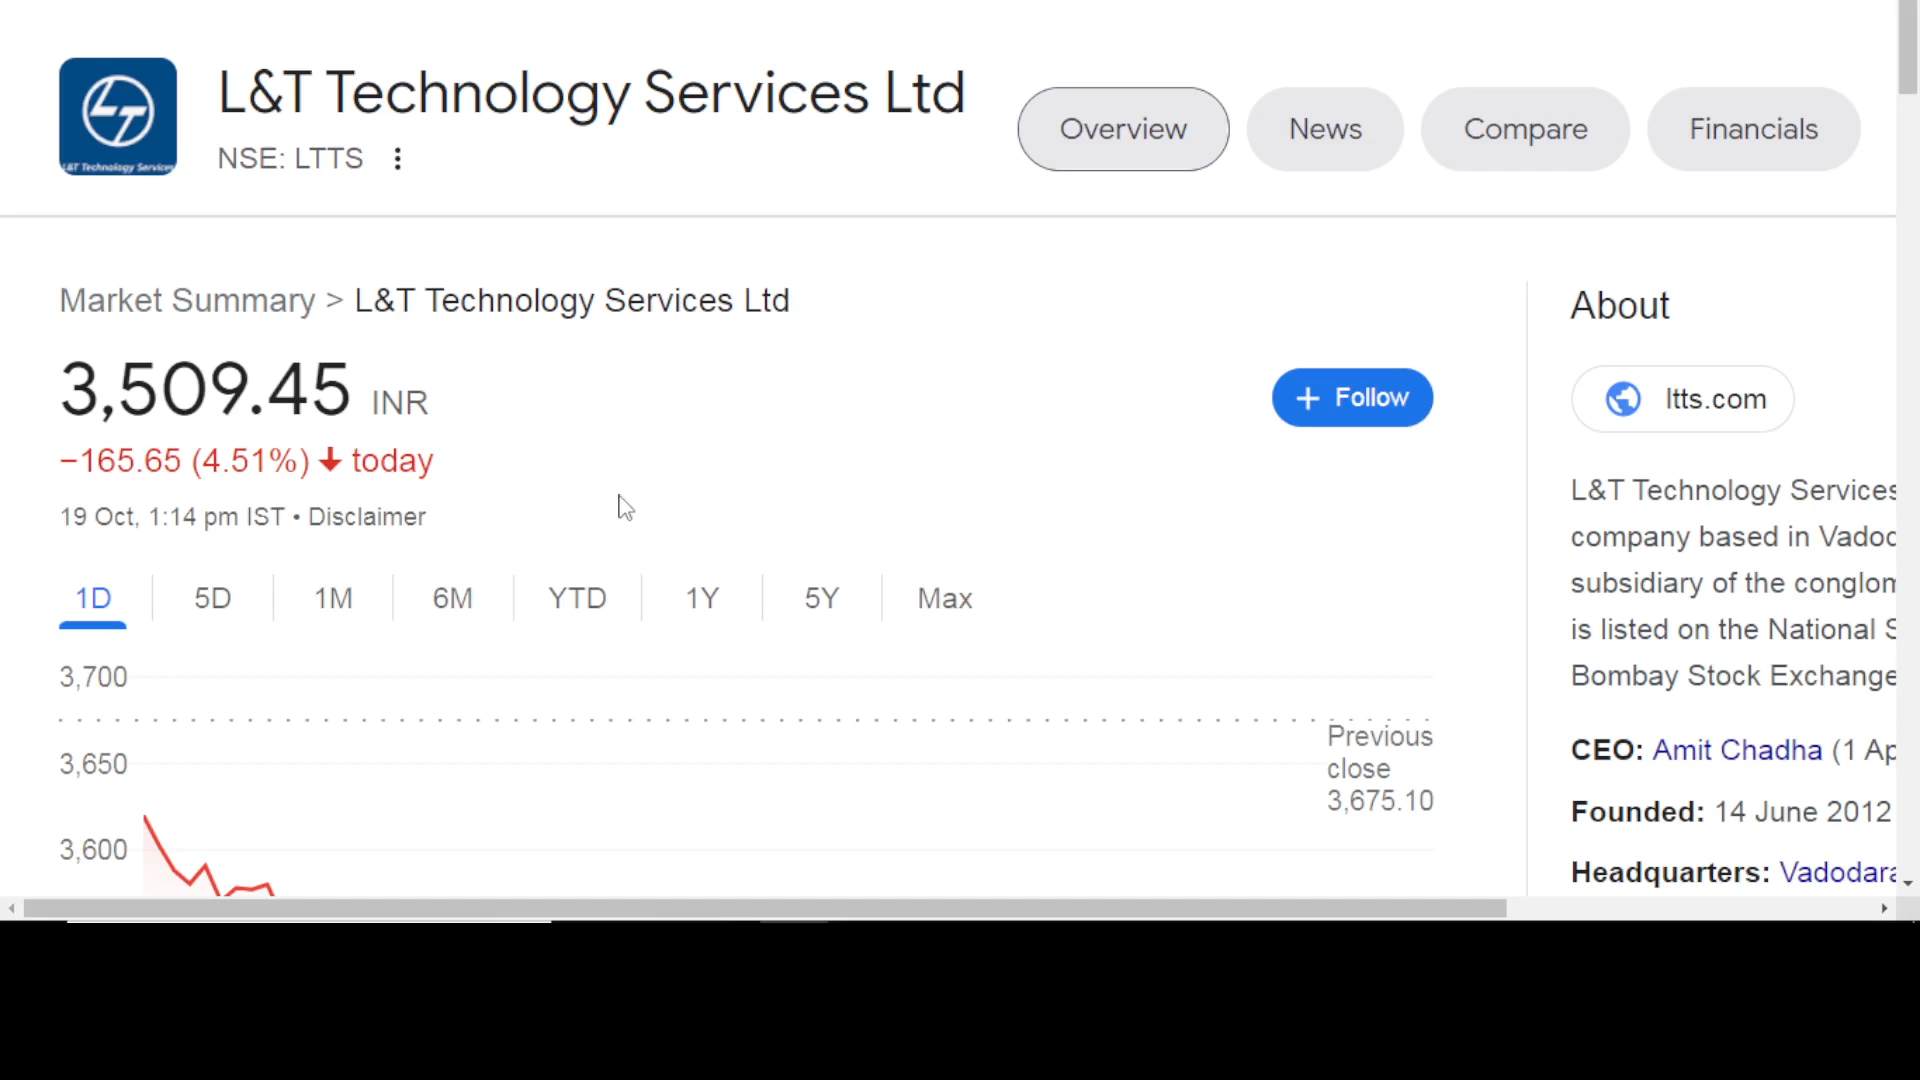 L&T Technology Services Ltd
NSE: LTTS
L&T Technology Services
Overview
News
Compare
Financials
Market Summary > L&T Technology Services Ltd
3,509.45 INR
−165.65 (4.51%) ↓ today
19 Oct, 1:14 pm IST • Disclaimer
+ Follow
1D
5D
1M
6M
YTD
1Y
5Y
Max
3,700
3,650
3,600
Previous
close
3,675.10
About
ltts.com
L&T Technology Services
company based in Vadod
subsidiary of the conglom
is listed on the National S
Bombay Stock Exchange
CEO: Amit Chadha (1 Ap
Founded: 14 June 2012
Headquarters: Vadodara